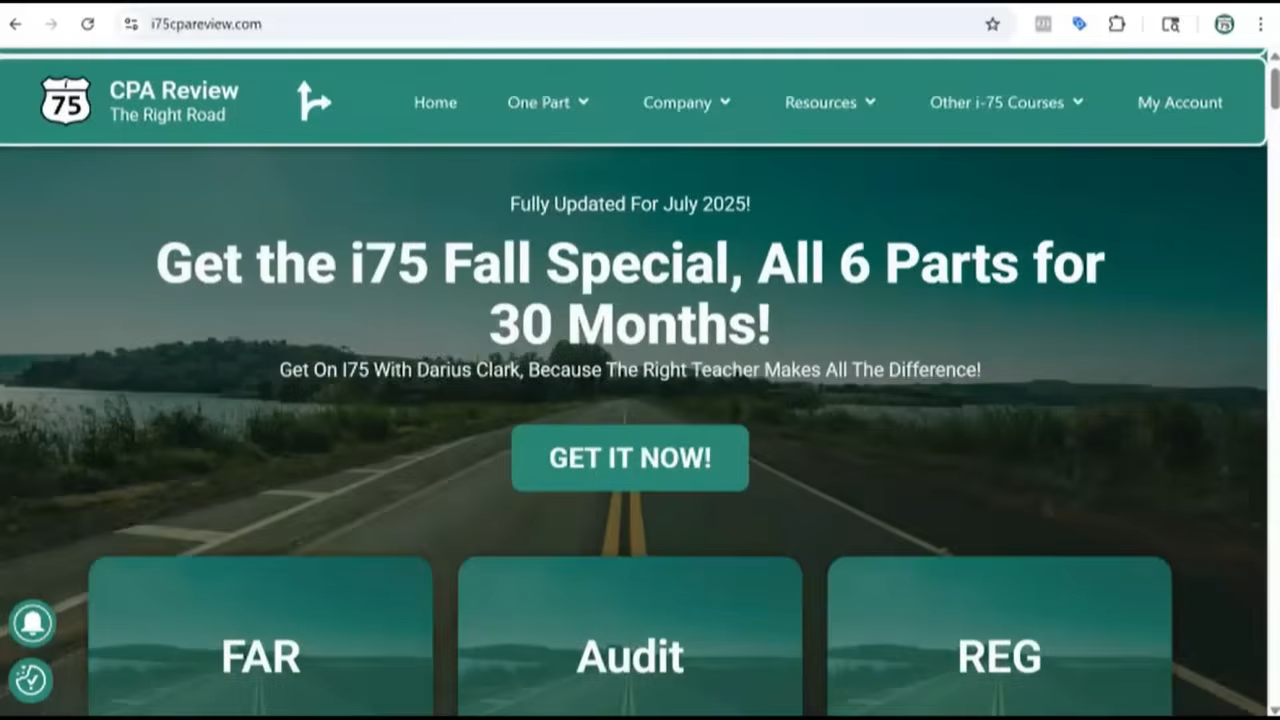 i75cpareview.com
75
CPA Review
The Right Road
Home
One Part
Company
Resources
Other i-75 Courses
My Account
Fully Updated For July 2025!
Get the i75 Fall Special, All 6 Parts for
30 Months!
Get On I75 With Darius Clark, Because The Right Teacher Makes All The Difference!
GET IT NOW!
FAR
Audit
REG